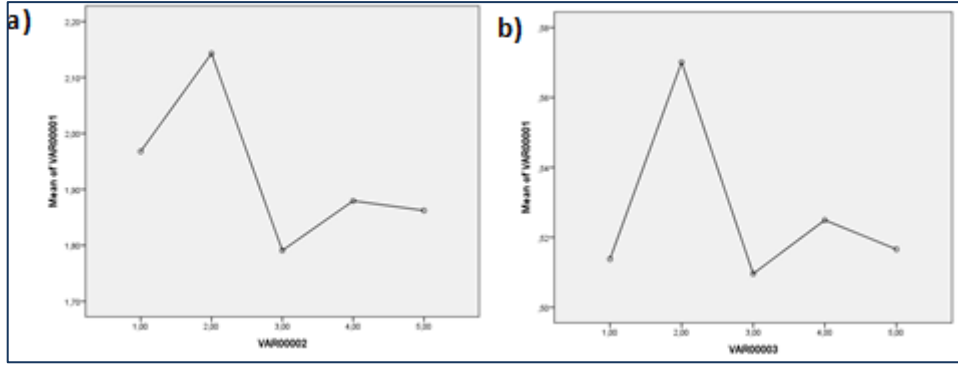 a)
2,20
2,10
2,00
1,90
1,80
1,70
Mean of VAR00001
1,00 2,00 3,00 4,00 5,00
VAR00002
b)
,58
,56
,54
,52
,50
Mean of VAR00001
1,00 2,00 3,00 4,00 5,00
VAR00003